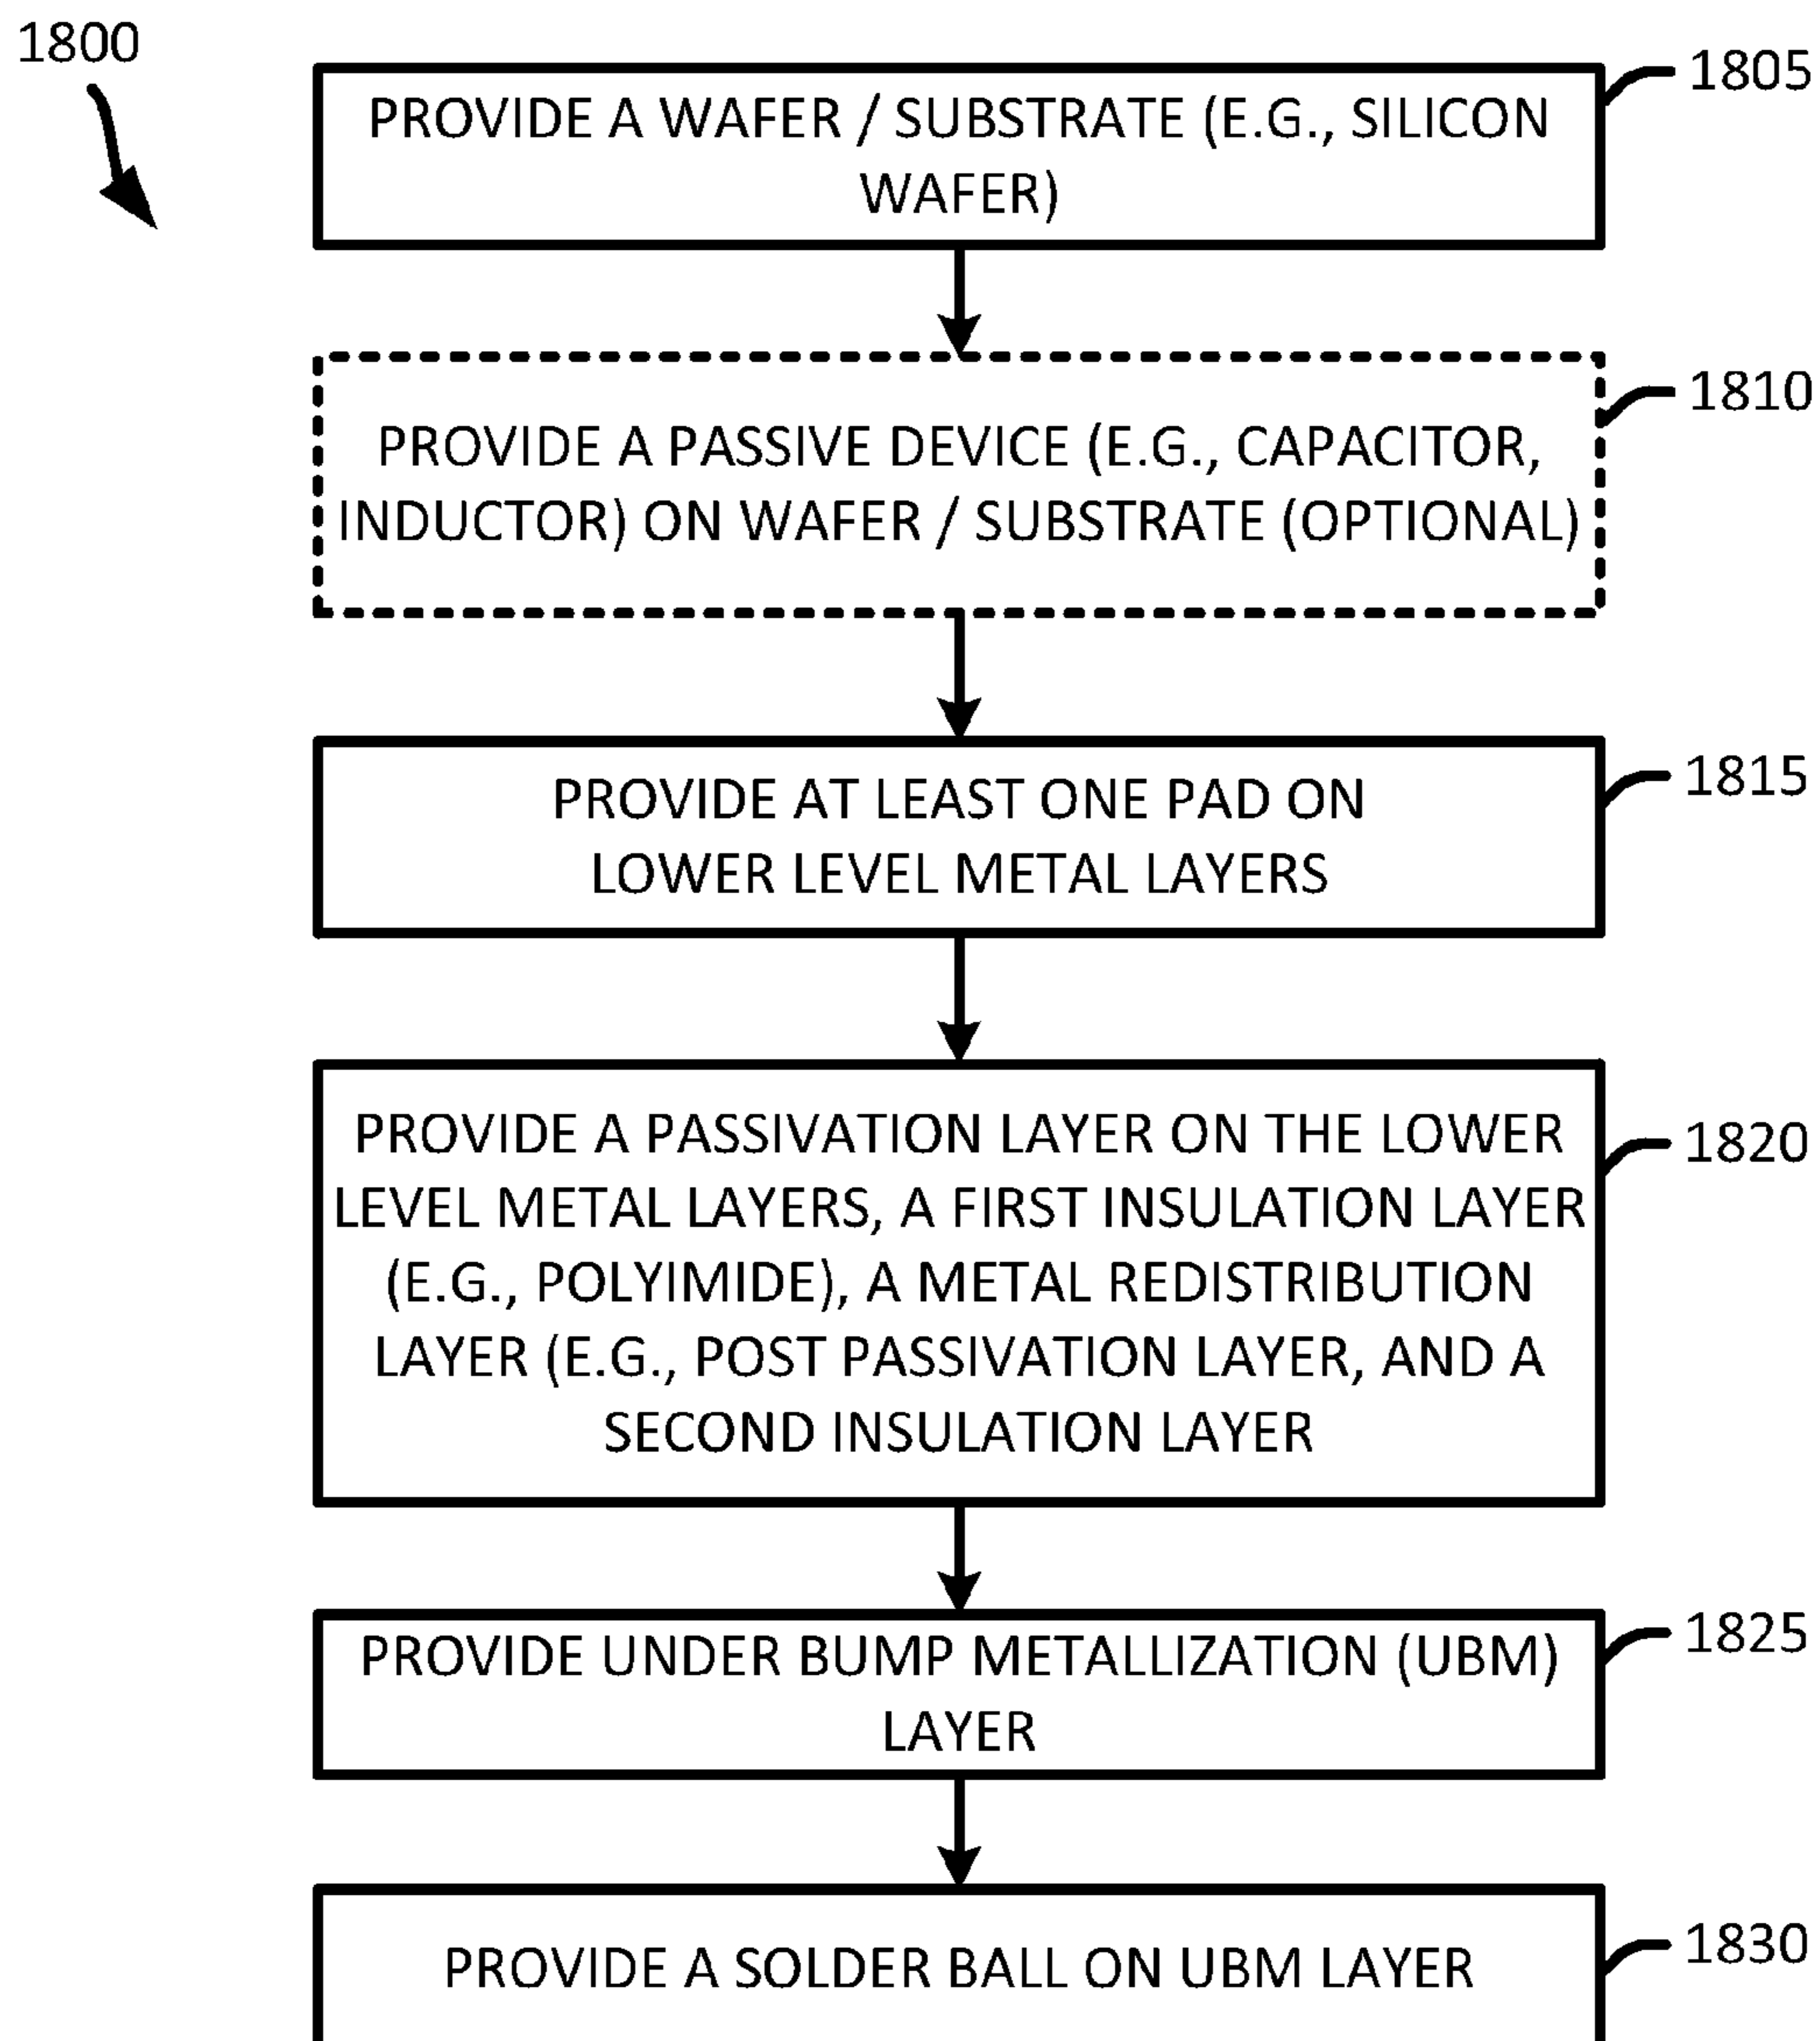 1800
PROVIDE A WAFER / SUBSTRATE (E.G., SILICON
WAFER)
1805
PROVIDE A PASSIVE DEVICE (E.G., CAPACITOR,
INDUCTOR) ON WAFER / SUBSTRATE (OPTIONAL)
1810
PROVIDE AT LEAST ONE PAD ON
LOWER LEVEL METAL LAYERS
1815
PROVIDE A PASSIVATION LAYER ON THE LOWER
LEVEL METAL LAYERS, A FIRST INSULATION LAYER
(E.G., POLYIMIDE), A METAL REDISTRIBUTION
LAYER (E.G., POST PASSIVATION LAYER, AND A
SECOND INSULATION LAYER
1820
PROVIDE UNDER BUMP METALLIZATION (UBM)
LAYER
1825
PROVIDE A SOLDER BALL ON UBM LAYER
1830